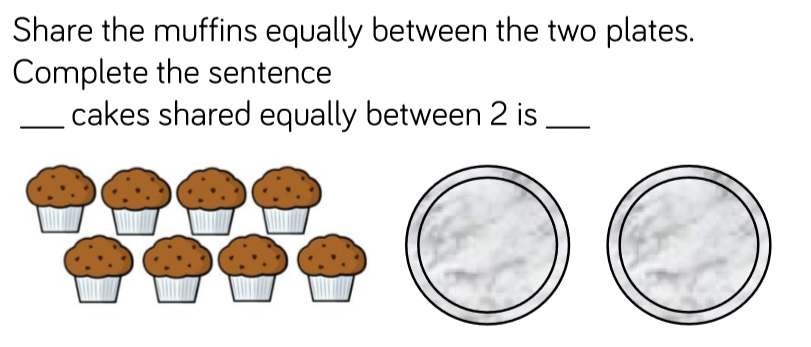 Share the muffins equally between the two plates.
Complete the sentence
___ cakes shared equally between 2 is ___